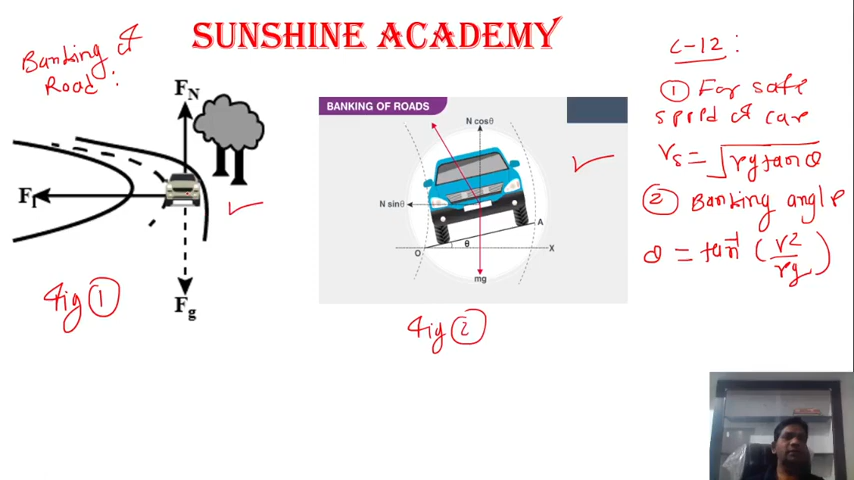 SUNSHINE ACADEMY
Banking of
Road :
FN
Ff
Fg
fig 1
BANKING OF ROADS
N cosθ
N sinθ
A
θ
O
X
mg
fig 2
C-12 :
① For safe
speed of car
Vs = √rg tan θ
② Banking angle
θ = tan⁻¹ (v²/rg)